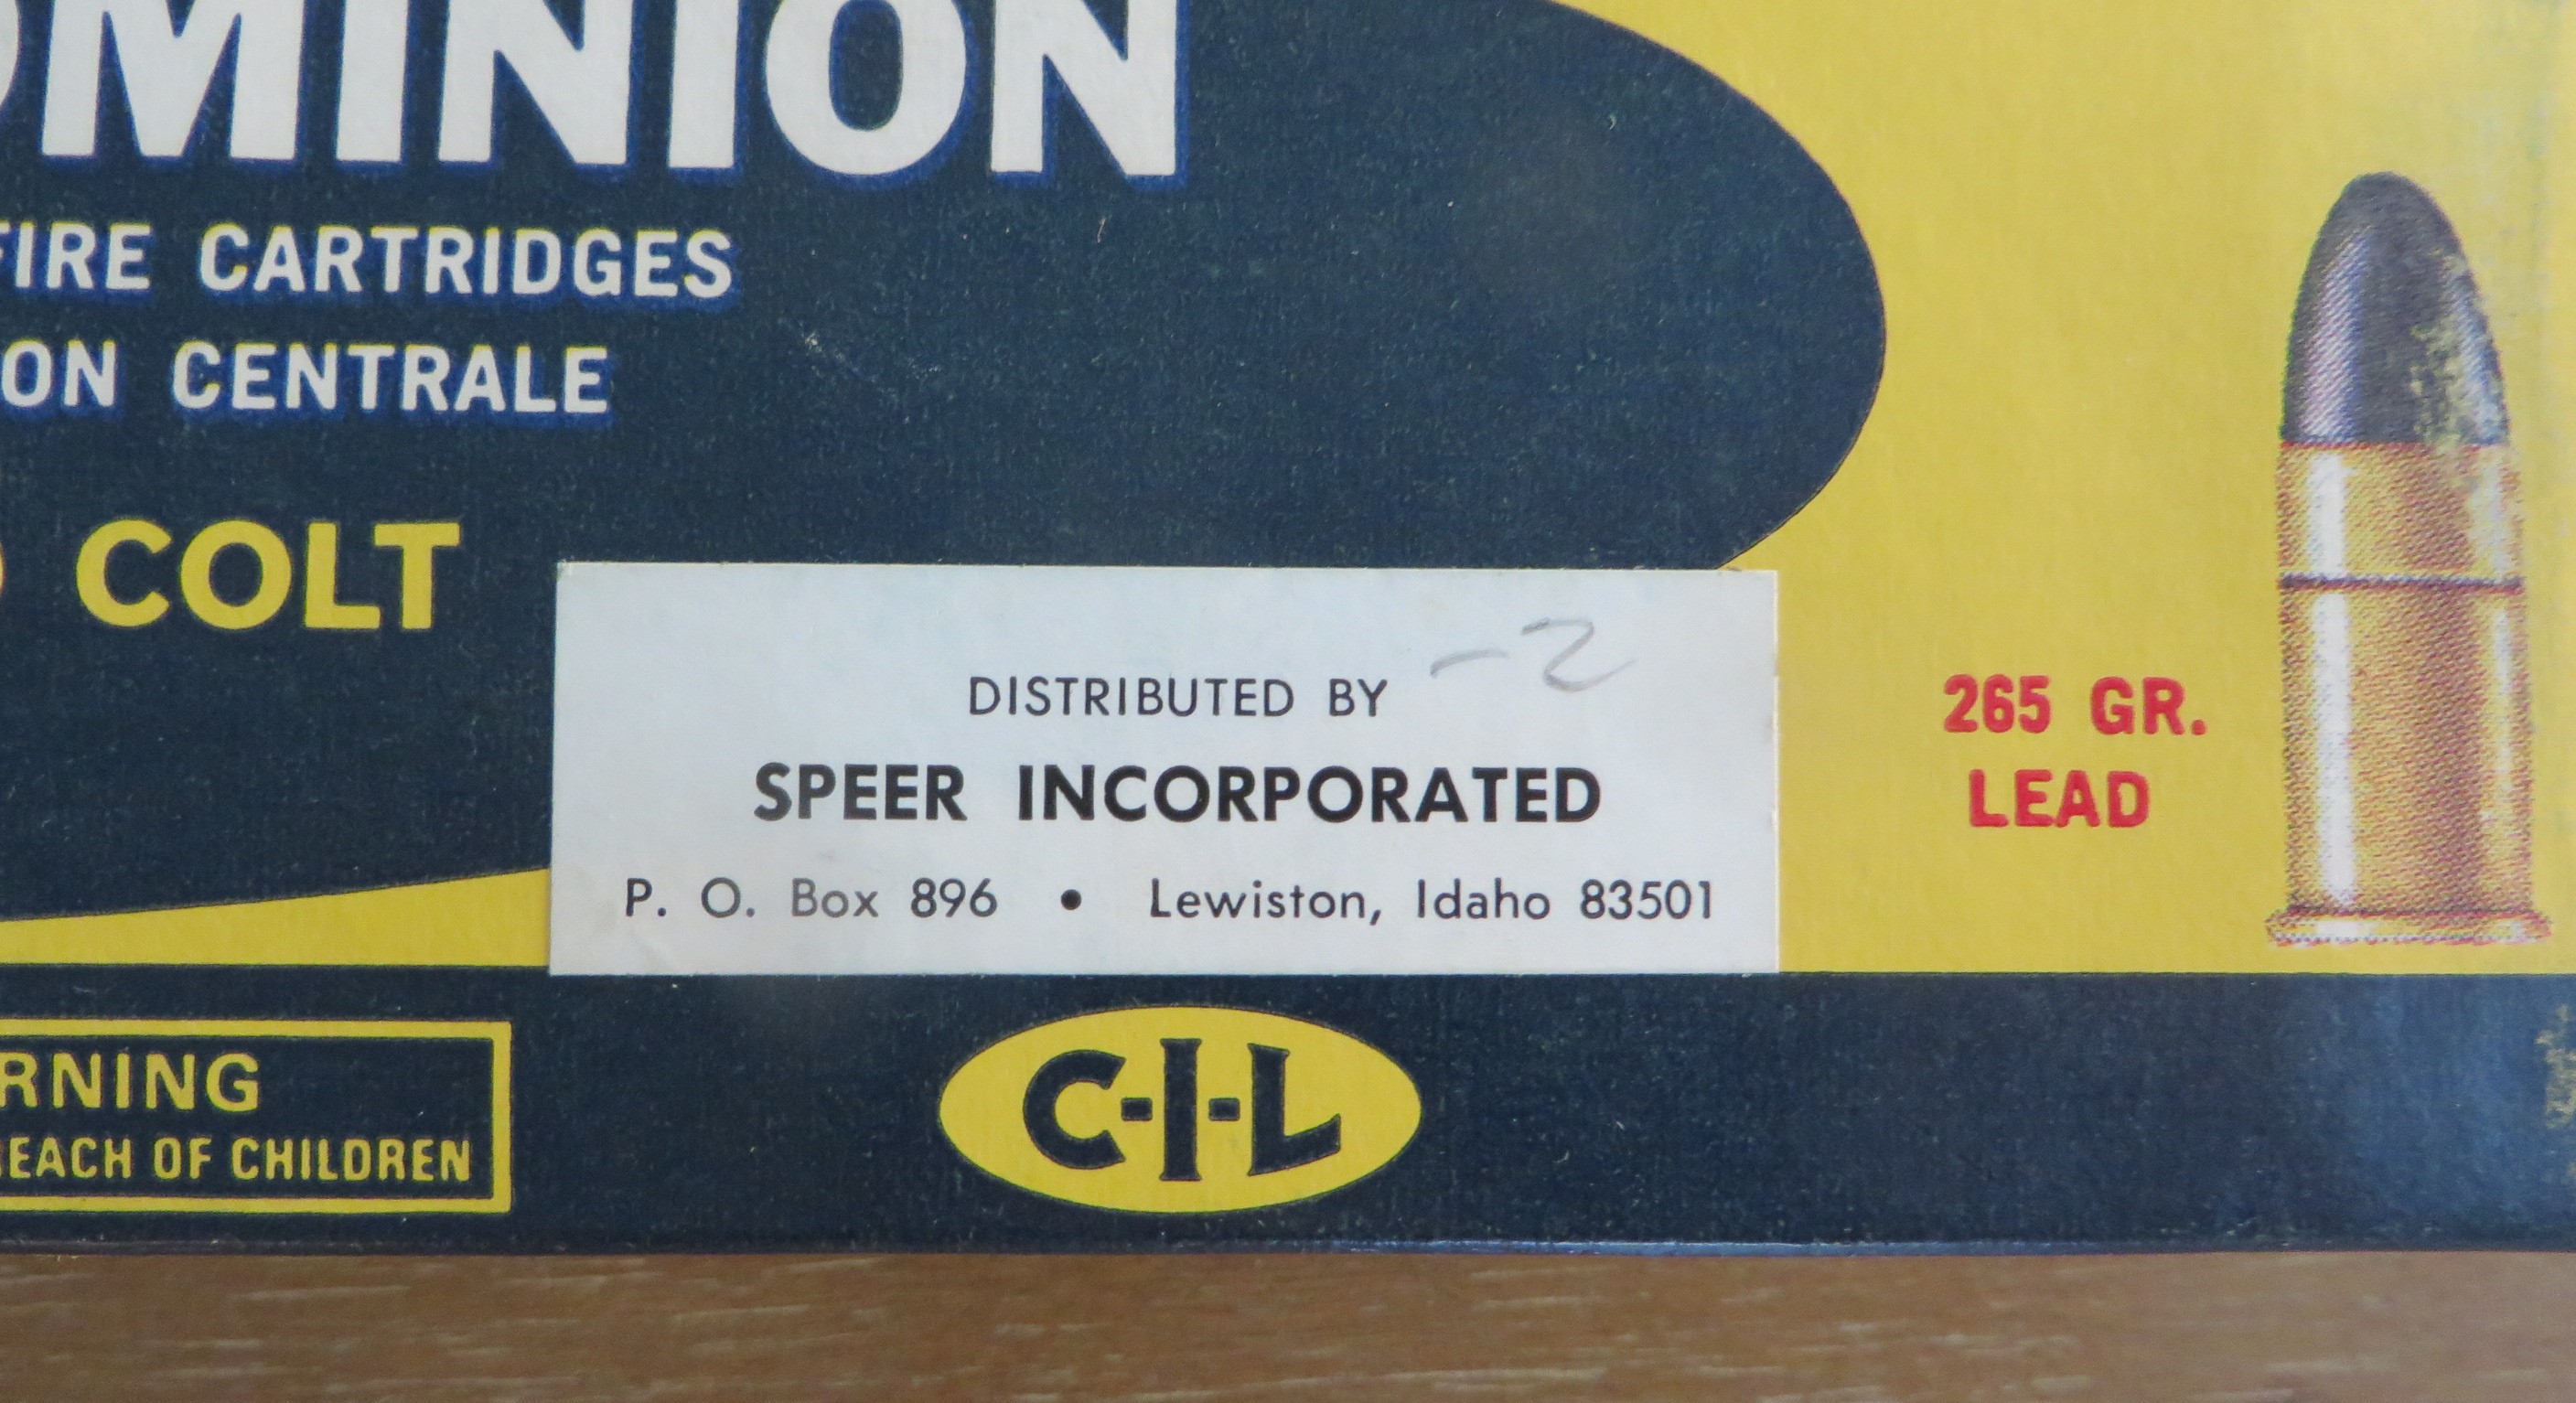 OMINION
FIRE CARTRIDGES
ON CENTRALE
COLT
DISTRIBUTED BY -2
SPEER INCORPORATED
P. O. Box 896 • Lewiston, Idaho 83501
265 GR.
LEAD
RNING
REACH OF CHILDREN
C-I-L